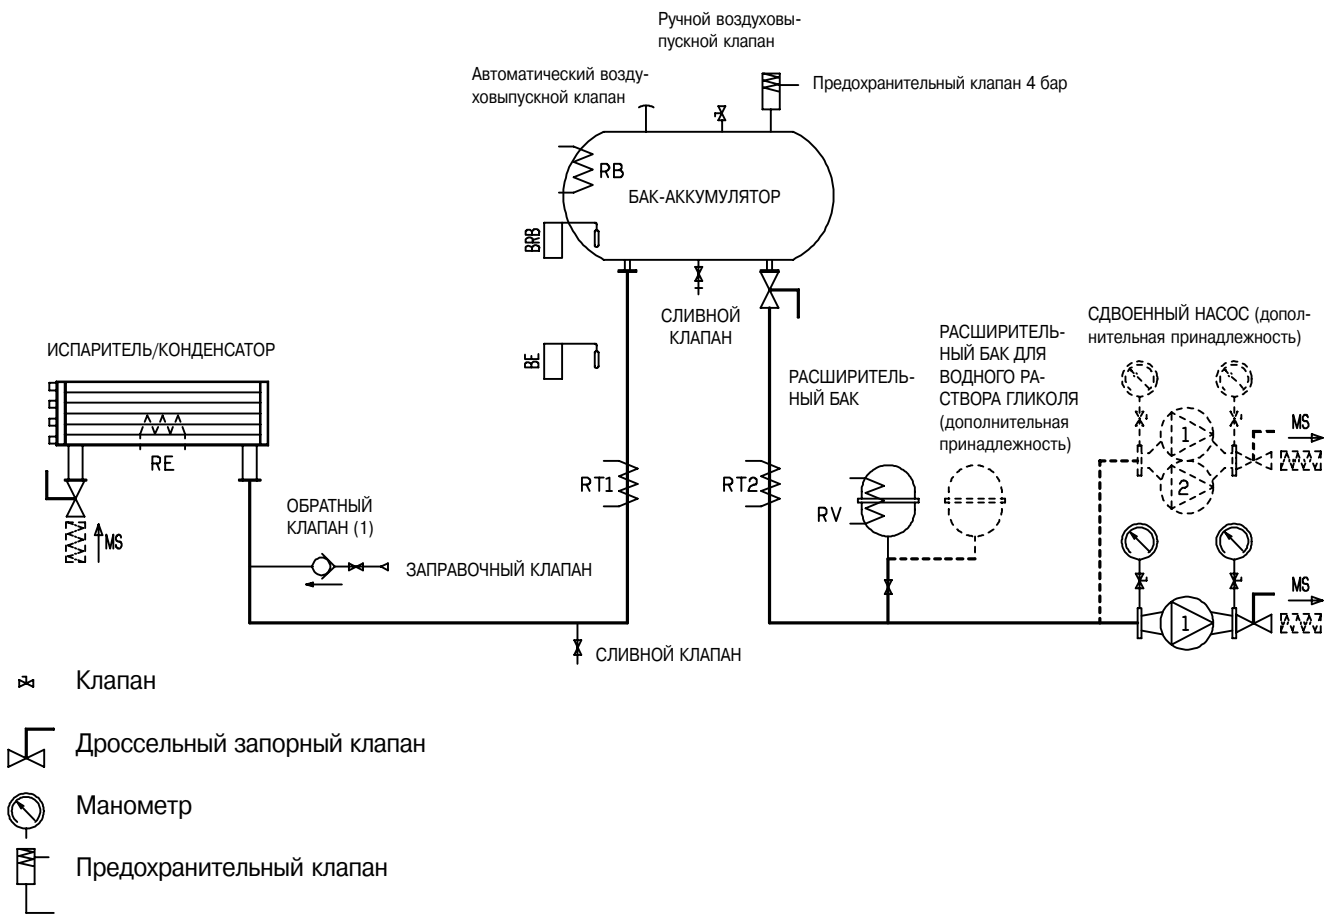 Ручной воздуховы-
пускной клапан
Автоматический возду-
ховыпускной клапан
Предохранительный клапан 4 бар
RB
БАК-АККУМУЛЯТОР
BRB
СЛИВНОЙ
КЛАПАН
BE
ИСПАРИТЕЛЬ/КОНДЕНСАТОР
RE
MS
ОБРАТНЫЙ
КЛАПАН (1)
ЗАПРАВОЧНЫЙ КЛАПАН
RT1
RT2
СЛИВНОЙ КЛАПАН
РАСШИРИТЕЛЬ-
НЫЙ БАК
RV
РАСШИРИТЕЛЬ-
НЫЙ БАК ДЛЯ
ВОДНОГО РА-
СТВОРА ГЛИКОЛЯ
(дополнительная
принадлежность)
СДВОЕННЫЙ НАСОС (допол-
нительная принадлежность)
1
2
MS
1
MS
Клапан
Дроссельный запорный клапан
Манометр
Предохранительный клапан